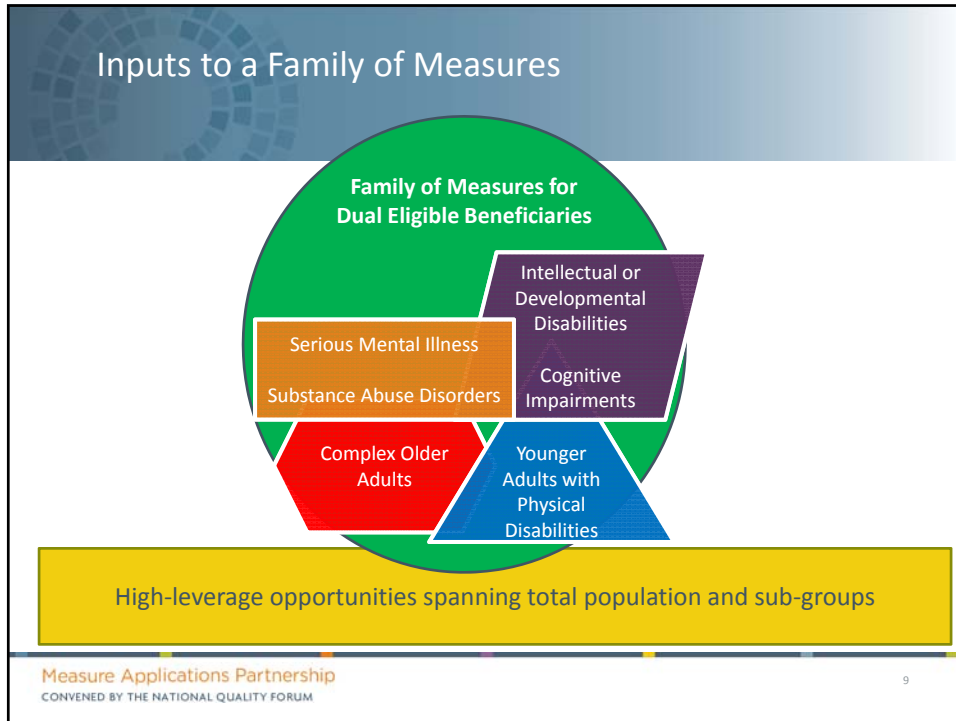 Inputs to a Family of Measures
Family of Measures for
Dual Eligible Beneficiaries
Intellectual or
Developmental
Disabilities
Cognitive
Impairments
Serious Mental Illness
Substance Abuse Disorders
Complex Older
Adults
Younger
Adults with
Physical
Disabilities
High-leverage opportunities spanning total population and sub-groups
Measure Applications Partnership
CONVENED BY THE NATIONAL QUALITY FORUM
9